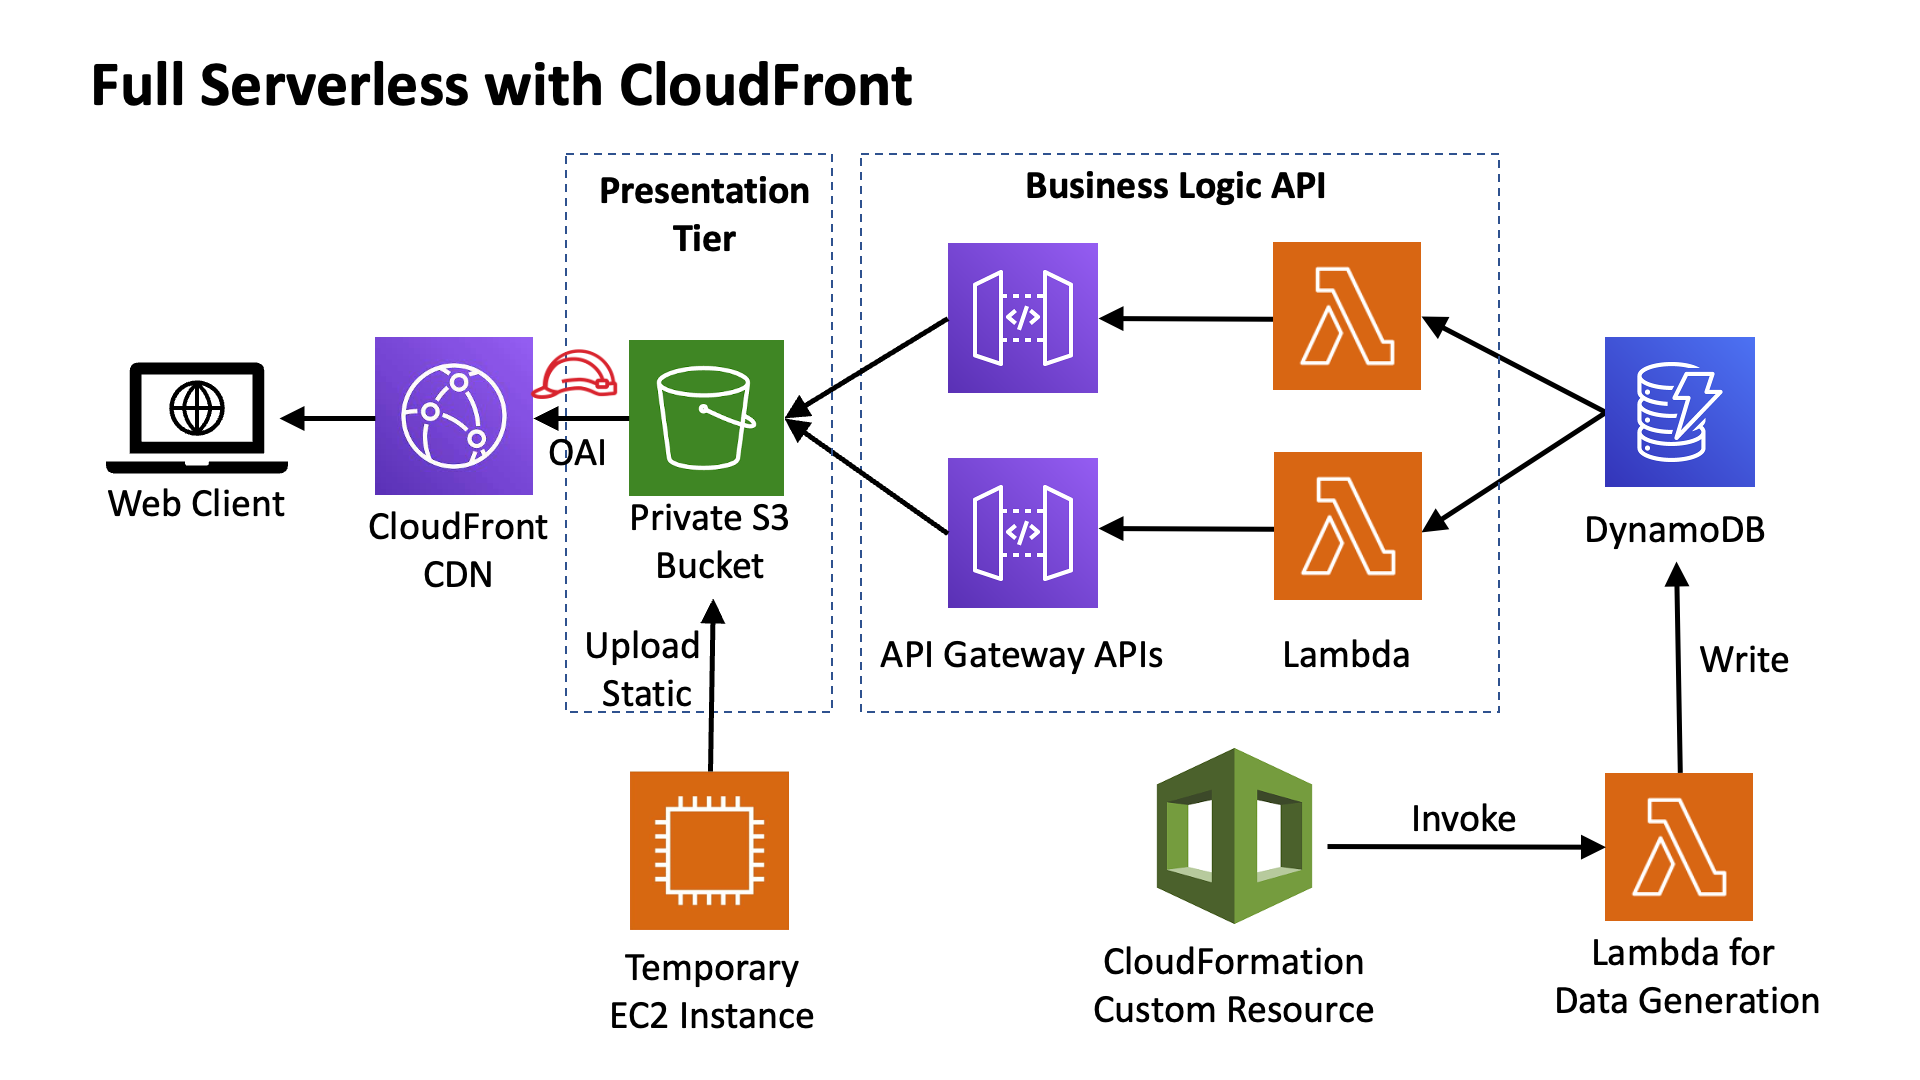 Full Serverless with CloudFront
Presentation
Tier
Business Logic API
</>
</>
OAI
Web Client
CloudFront
CDN
Private S3
Bucket
Upload
Static
API Gateway APIs
Lambda
DynamoDB
Write
Invoke
Temporary
EC2 Instance
CloudFormation
Custom Resource
Lambda for
Data Generation